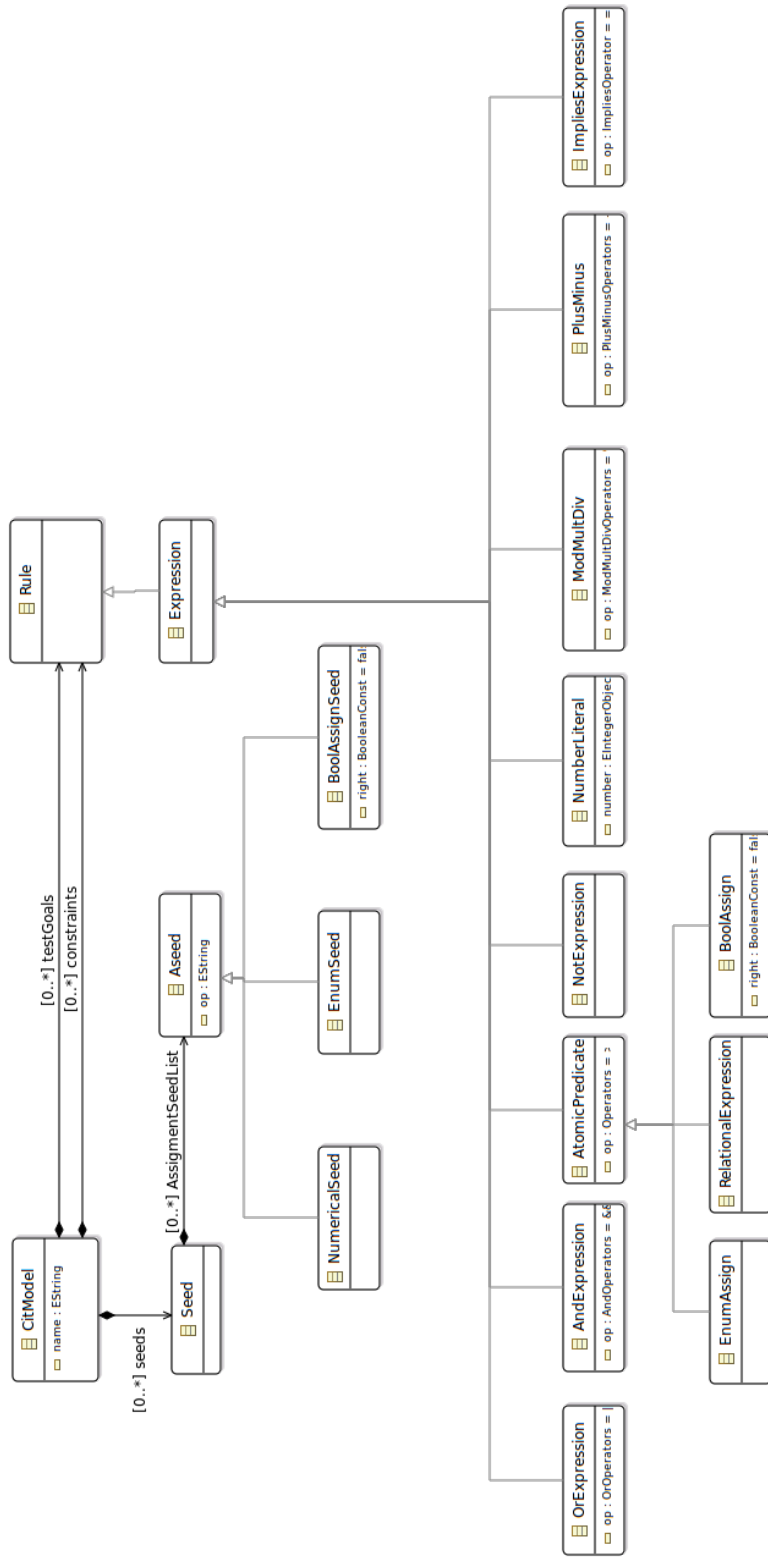 CitModel
name : EString
[0..*] testGoals
[0..*] constraints
Rule
[0..*] seeds
Seed
[0..*] AssigmentSeedList
Aseed
op : EString
Expression
NumericalSeed
EnumSeed
BoolAssignSeed
right : BooleanConst = fal
OrExpression
op : OrOperators = |
AndExpression
op : AndOperators = &&
AtomicPredicate
op : Operators =
NotExpression
NumberLiteral
number : EIntegerObjec
ModMultDiv
op : ModMultDivOperators =
PlusMinus
op : PlusMinusOperators =
ImpliesExpression
op : ImpliesOperator = =
EnumAssign
RelationalExpression
BoolAssign
right : BooleanConst = fal